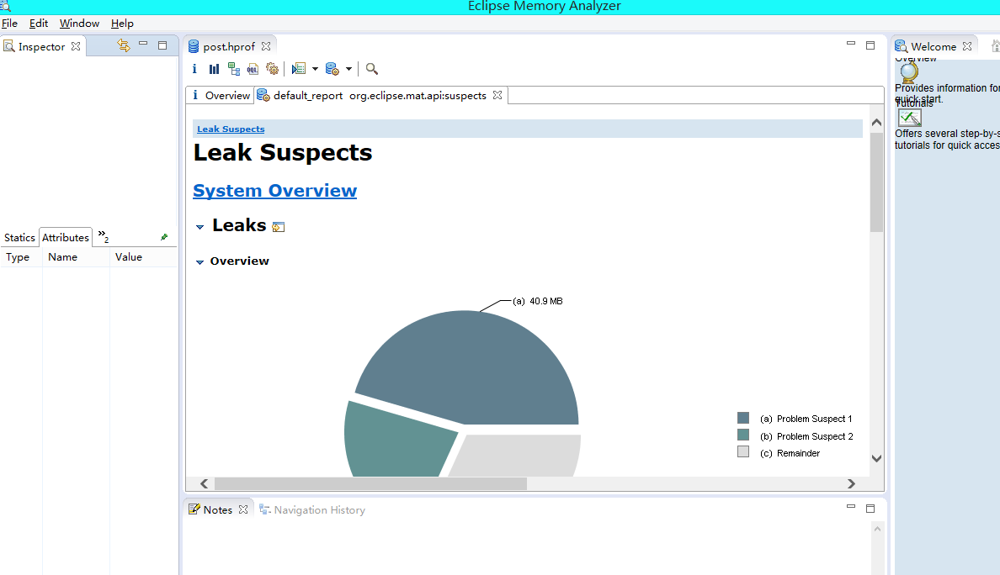 Eclipse Memory Analyzer
File Edit Window Help
Inspector
post.hprof
Welcome
i
OQL
i Overview
default_report org.eclipse.mat.api:suspects
Leak Suspects
Leak Suspects
System Overview
Leaks
Overview
(a) 40.9 MB
(a) Problem Suspect 1
(b) Problem Suspect 2
(c) Remainder
Statics Attributes »2
Type Name Value
Notes Navigation History
Overview
Provides information for
quick start.
Tutorials
Offers several step-by-s
tutorials for quick acces